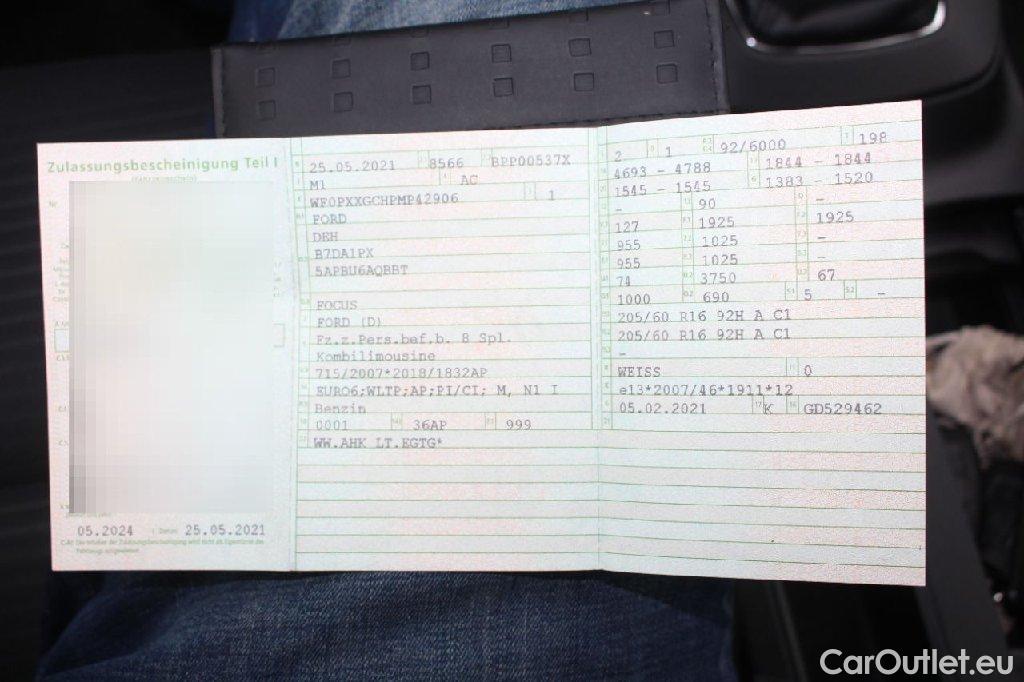 Zulassungsbescheinigung Teil I
05.2024 Datum 25.05.2021
25.05.2021 8566 BPP00537X
M1 AC
WF0PXXGCHPMP42906 1
FORD
DEH
B7DA1PX
5APBU6AQBBT
FOCUS
FORD (D)
Fz.z.Pers.bef.b. 8 Spl.
Kombilimousine
715/2007*2018/1832AP
EURO6;WLTP;AP;PI/CI; M, N1 I
Benzin
0001 36AP 999
WW.AHK LT.EGTG*
2 1 92/6000 198
4693 - 4788 1844 - 1844
1545 - 1545 1383 - 1520
- 90 -
127 1925 1925
955 1025 -
955 1025 -
74 3750 67
1000 690 5 -
205/60 R16 92H A C1
205/60 R16 92H A C1
-
WEISS 0
e13*2007/46*1911*12
05.02.2021 K GD529462
CarOutlet.eu